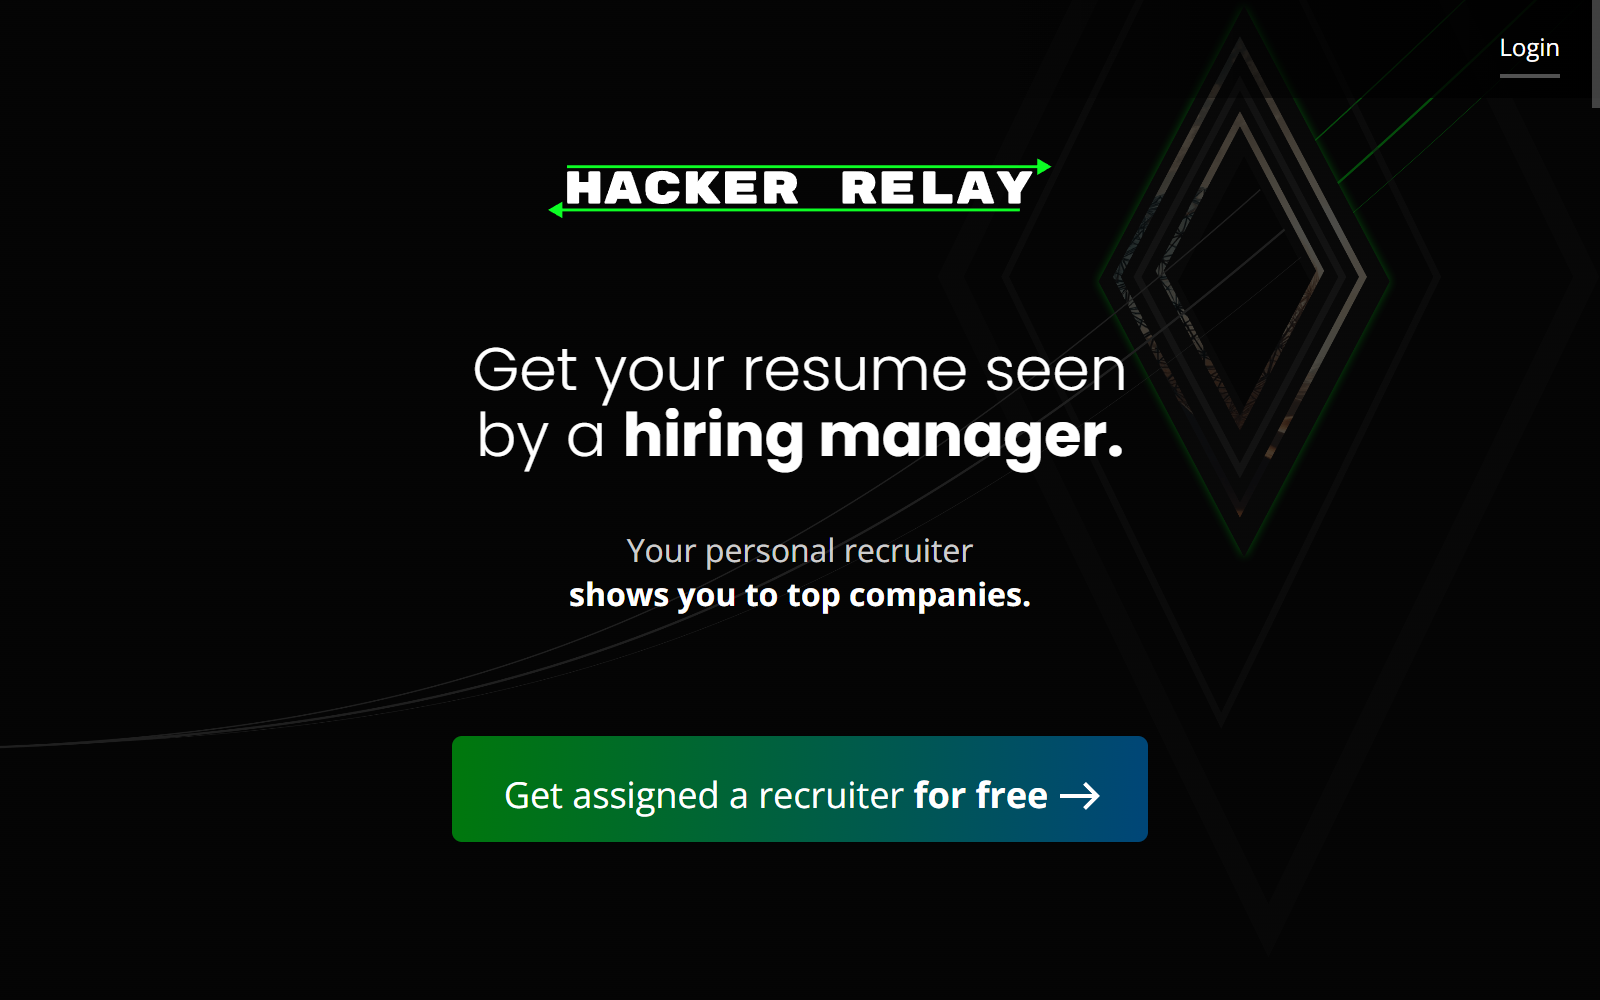 Login
HACKER RELAY
Get your resume seen
by a hiring manager.
Your personal recruiter
shows you to top companies.
Get assigned a recruiter for free →